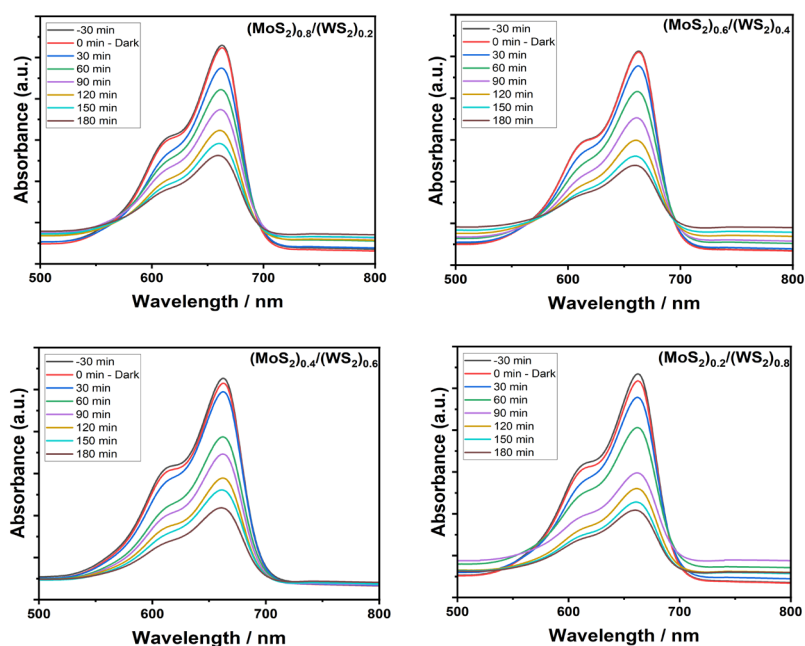 (MoS₂)₀.₈/(WS₂)₀.₂
-30 min
0 min - Dark
30 min
60 min
90 min
120 min
150 min
180 min
Absorbance (a.u.)
500 600 700 800
Wavelength / nm
(MoS₂)₀.₆/(WS₂)₀.₄
-30 min
0 min - Dark
30 min
60 min
90 min
120 min
150 min
180 min
Abosrbance (a.u.)
500 600 700 800
Wavelength / nm
(MoS₂)₀.₄/(WS₂)₀.₆
-30 min
0 min - Dark
30 min
60 min
90 min
120 min
150 min
180 min
Absorbance (a.u.)
500 600 700 800
Wavelength / nm
(MoS₂)₀.₂/(WS₂)₀.₈
-30 min
0 min - Dark
30 min
60 min
90 min
120 min
150 min
180 min
Absorbance (a.u.)
500 600 700 800
Wavelength / nm